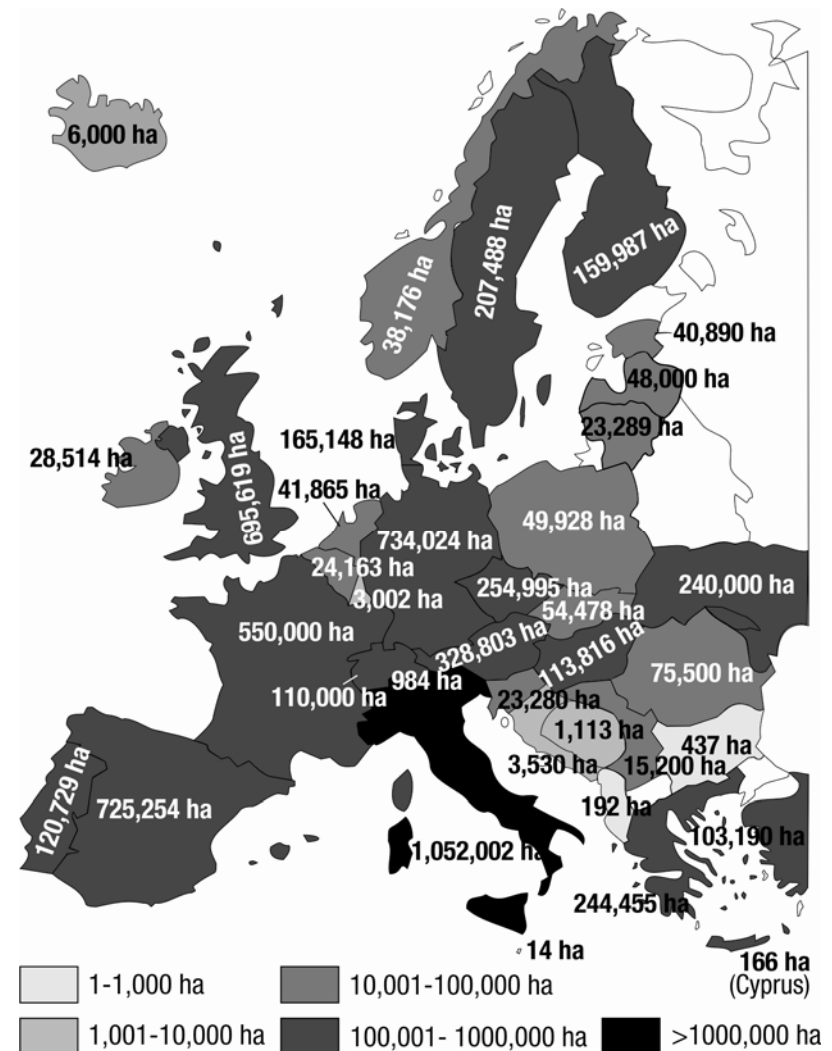 6,000 ha
38,176 ha
207,488 ha
159,987 ha
40,890 ha
48,000 ha
23,289 ha
165,148 ha
28,514 ha
695,619 ha
41,865 ha
49,928 ha
734,024 ha
24,163 ha
3,002 ha
254,995 ha
240,000 ha
54,478 ha
550,000 ha
328,803 ha
113,816 ha
75,500 ha
110,000 ha
984 ha
23,280 ha
1,113 ha
437 ha
3,530 ha
15,200 ha
192 ha
120,729 ha
725,254 ha
1,052,002 ha
103,190 ha
244,455 ha
14 ha
166 ha
(Cyprus)
1-1,000 ha
10,001-100,000 ha
1,001-10,000 ha
100,001- 1000,000 ha
>1000,000 ha